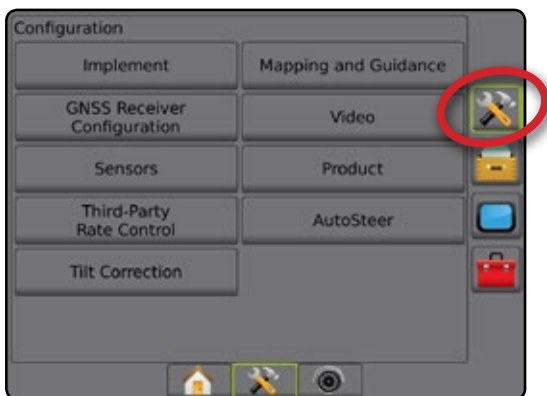 Configuration
Implement
Mapping and Guidance
GNSS Receiver
Configuration
Video
Sensors
Product
Third-Party
Rate Control
AutoSteer
Tilt Correction